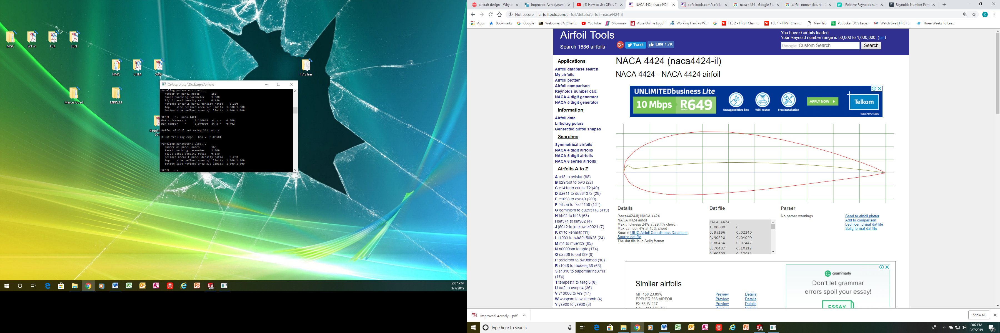 MGC
WTW
FSK
EBN
NMC
CHM
SWK
HAS leer
Marcel Goed
MPR213
Registr
201
C:\Users\user\Desktop\xfoil.exe
Paneling parameters used...
Number of panel nodes 160
Panel bunching parameter 1.000
TE/LE panel density ratio 0.150
Refined-area/LE panel density ratio 0.200
Top side refined area x/c limits 1.000 1.000
Bottom side refined area x/c limits 1.000 1.000
XFOIL c> naca 4424
Max thickness = 0.240069 at x = 0.300
Max camber = 0.040000 at x = 0.402
Buffer airfoil set using 331 points
Blunt trailing edge. Gap = 0.00504
Paneling parameters used...
Number of panel nodes 160
Panel bunching parameter 1.000
TE/LE panel density ratio 0.150
Refined-area/LE panel density ratio 0.200
Top side refined area x/c limits 1.000 1.000
Bottom side refined area x/c limits 1.000 1.000
XFOIL c>
2:07 PM
3/7/2019
aircraft design - Why a
Improved-Aerodynami
(4) How to Use XFoil. Th
NACA 4424 (naca4424-
airfoiltools.com/airfoil/
naca 4424 - Google Se
airfoil nomenclature -
-Relative Reynolds num
Reynolds Number Form
Not secure | airfoiltools.com/airfoil/details?airfoil=naca4424-il
Apps
Bookmarks
Google
Welcome, CA (Charl...
YouTube
Showmax
Absa Online Logoff
Working Hard vs W...
FLL 2 - FIRST Cham...
FLL 1 - FIRST Cham...
New Tab
Putlocker DC's Lege...
Watch Live | FIRST ...
Three Weeks To Lea...
Airfoil Tools
Search 1636 airfoils
Tweet
Like 1.7K
You have 0 airfoils loaded.
Your Reynold number range is 50,000 to 1,000,000. (set)
Google Custom Search
Search
Applications
Airfoil database search
My airfoils
Airfoil plotter
Airfoil comparison
Reynolds number calc
NACA 4 digit generator
NACA 5 digit generator
Information
Airfoil data
Lift/drag polars
Generated airfoil shapes
Searches
Symmetrical airfoils
NACA 4 digit airfoils
NACA 5 digit airfoils
NACA 6 series airfoils
Airfoils A to Z
A a18 to avistar (88)
B b29root to bw3 (22)
C c141a to curtisc72 (40)
D dae11 to du861372 (28)
E e1098 to esa40 (209)
F falcon to fxs21158 (121)
G geminism to gu255118 (419)
H hh02 to ht23 (63)
I isa571 to isa962 (4)
J j5012 to joukowsk0021 (7)
K k1 to kenmar (11)
L l1003 to lwk80150k25 (24)
M m1 to mue139 (95)
N n0009sm to nplx (174)
O oa206 to oaf139 (9)
P p51droot to pw98mod (16)
R r1046 to rhodesg36 (63)
S s1010 to supermarine371ii
(174)
T tempest1 to tsagi8 (8)
U ua2 to usnps4 (36)
V v13006 to vr9 (17)
W waspsm to whitcomb (4)
Y ys900 to ys930 (3)
NACA 4424 (naca4424-il)
NACA 4424 - NACA 4424 airfoil
UNLIMITEDbusiness Lite
10 Mbps
R649
Uncapped fibre line
WiFi router
Free installation
APPLY NOW
Telkom
TS&CS APPLY. E&OE.
Details
(naca4424-il) NACA 4424
NACA 4424 airfoil
Max thickness 24% at 29.4% chord.
Max camber 4% at 40% chord
Source UIUC Airfoil Coordinates Database
Source dat file
The dat file is in Selig format
Dat file
NACA 4424
1.00000 0
0.95196 0.02240
0.90320 0.04099
0.80464 0.07447
0.70487 0.10312
0.60405 0.12674
Parser
No parser warnings
Send to airfoil plotter
Add to comparison
Lednicer format dat file
Selig format dat file
Similar airfoils
MH 150 23.89% Preview Details
EPPLER 858 AIRFOIL Preview Details
FX 83-W-227 Preview Details
GOE 434 AIRFOIL Preview Details
grammarly
Don't let grammar
errors spoil your essay!
ESSAY
Improved-Aerody....pdf
Show all
Type here to search
2:07 PM
3/7/2019
21